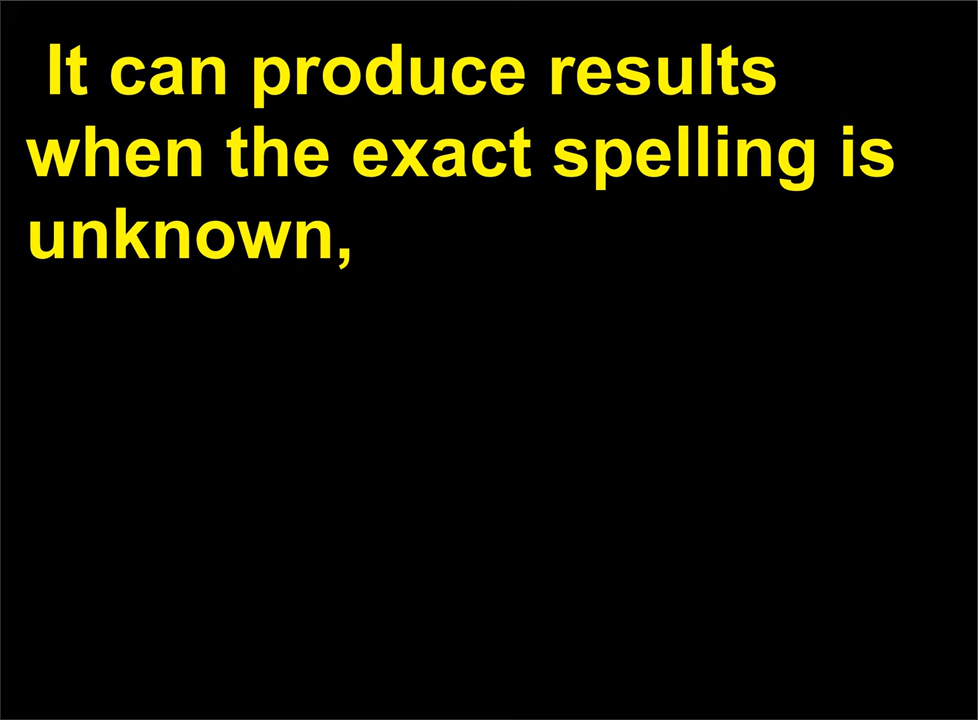 It can produce results
when the exact spelling is
unknown,